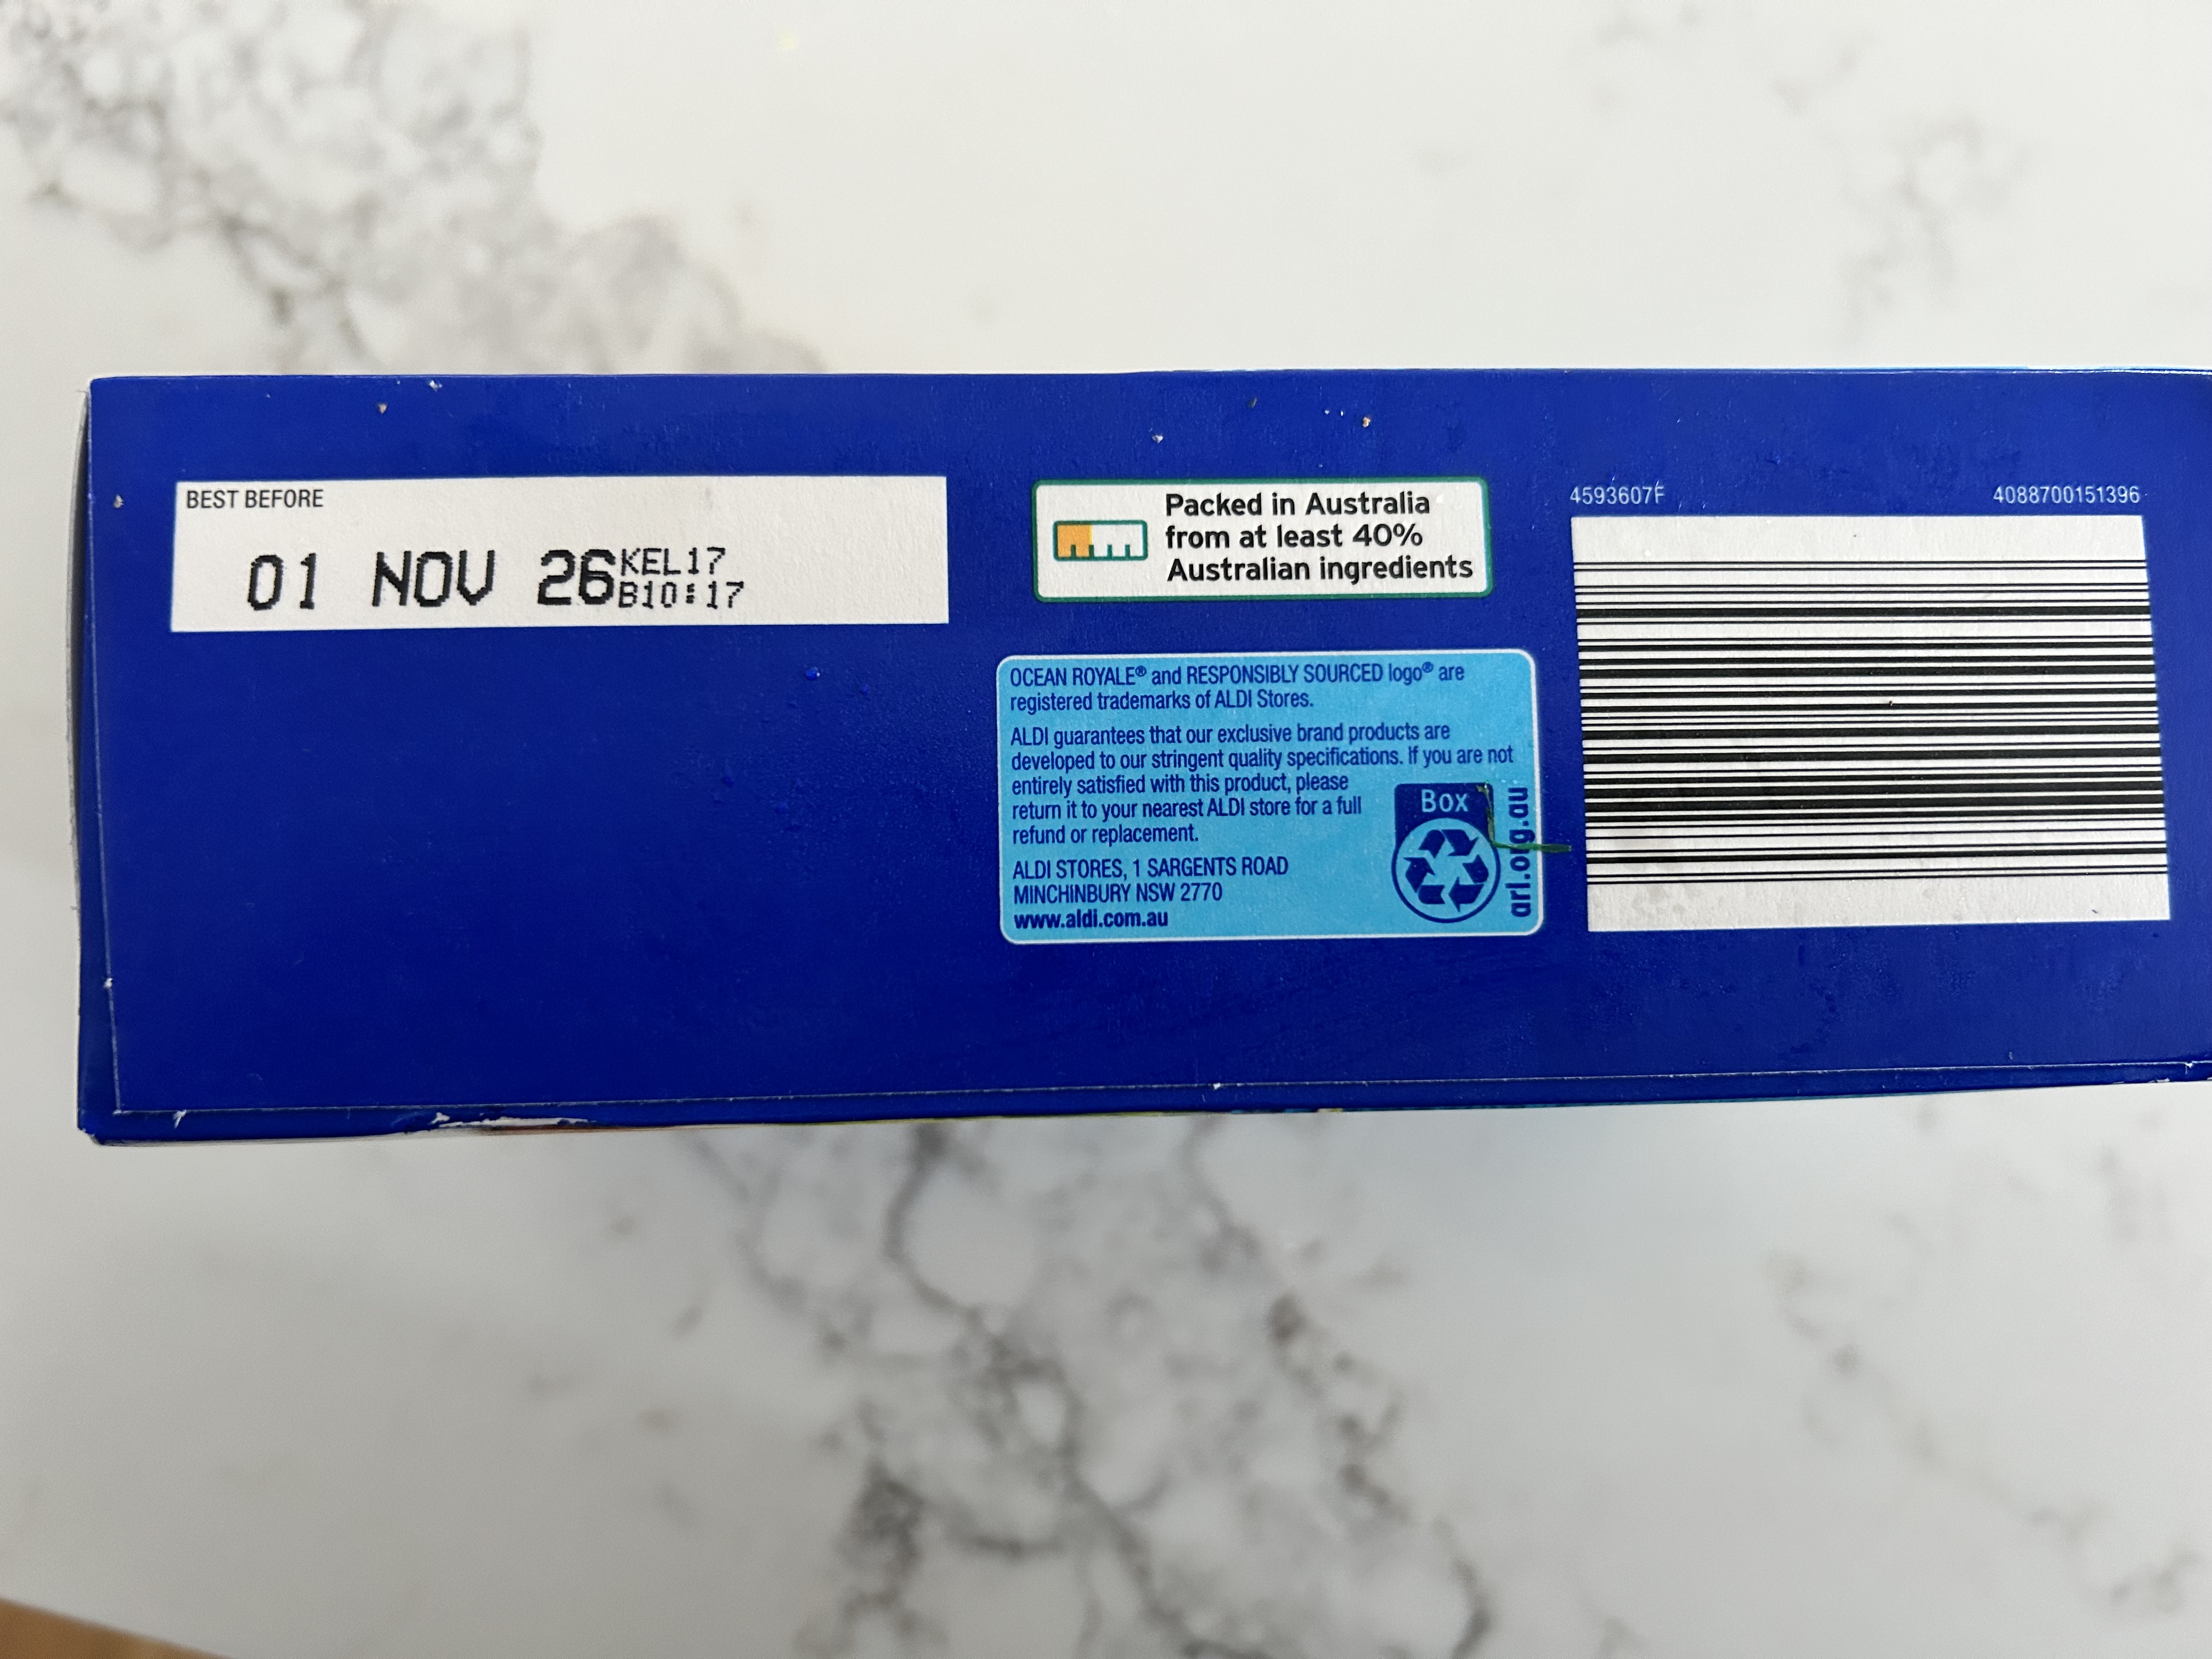 BEST BEFORE
01 NOV 26 KEL17
B10:17
Packed in Australia
from at least 40%
Australian ingredients
OCEAN ROYALE® and RESPONSIBLY SOURCED logo® are
registered trademarks of ALDI Stores.
ALDI guarantees that our exclusive brand products are
developed to our stringent quality specifications. If you are not
entirely satisfied with this product, please
return it to your nearest ALDI store for a full
refund or replacement.
ALDI STORES, 1 SARGENTS ROAD
MINCHINBURY NSW 2770
www.aldi.com.au
Box
arl.org.au
4593607F
4088700151396